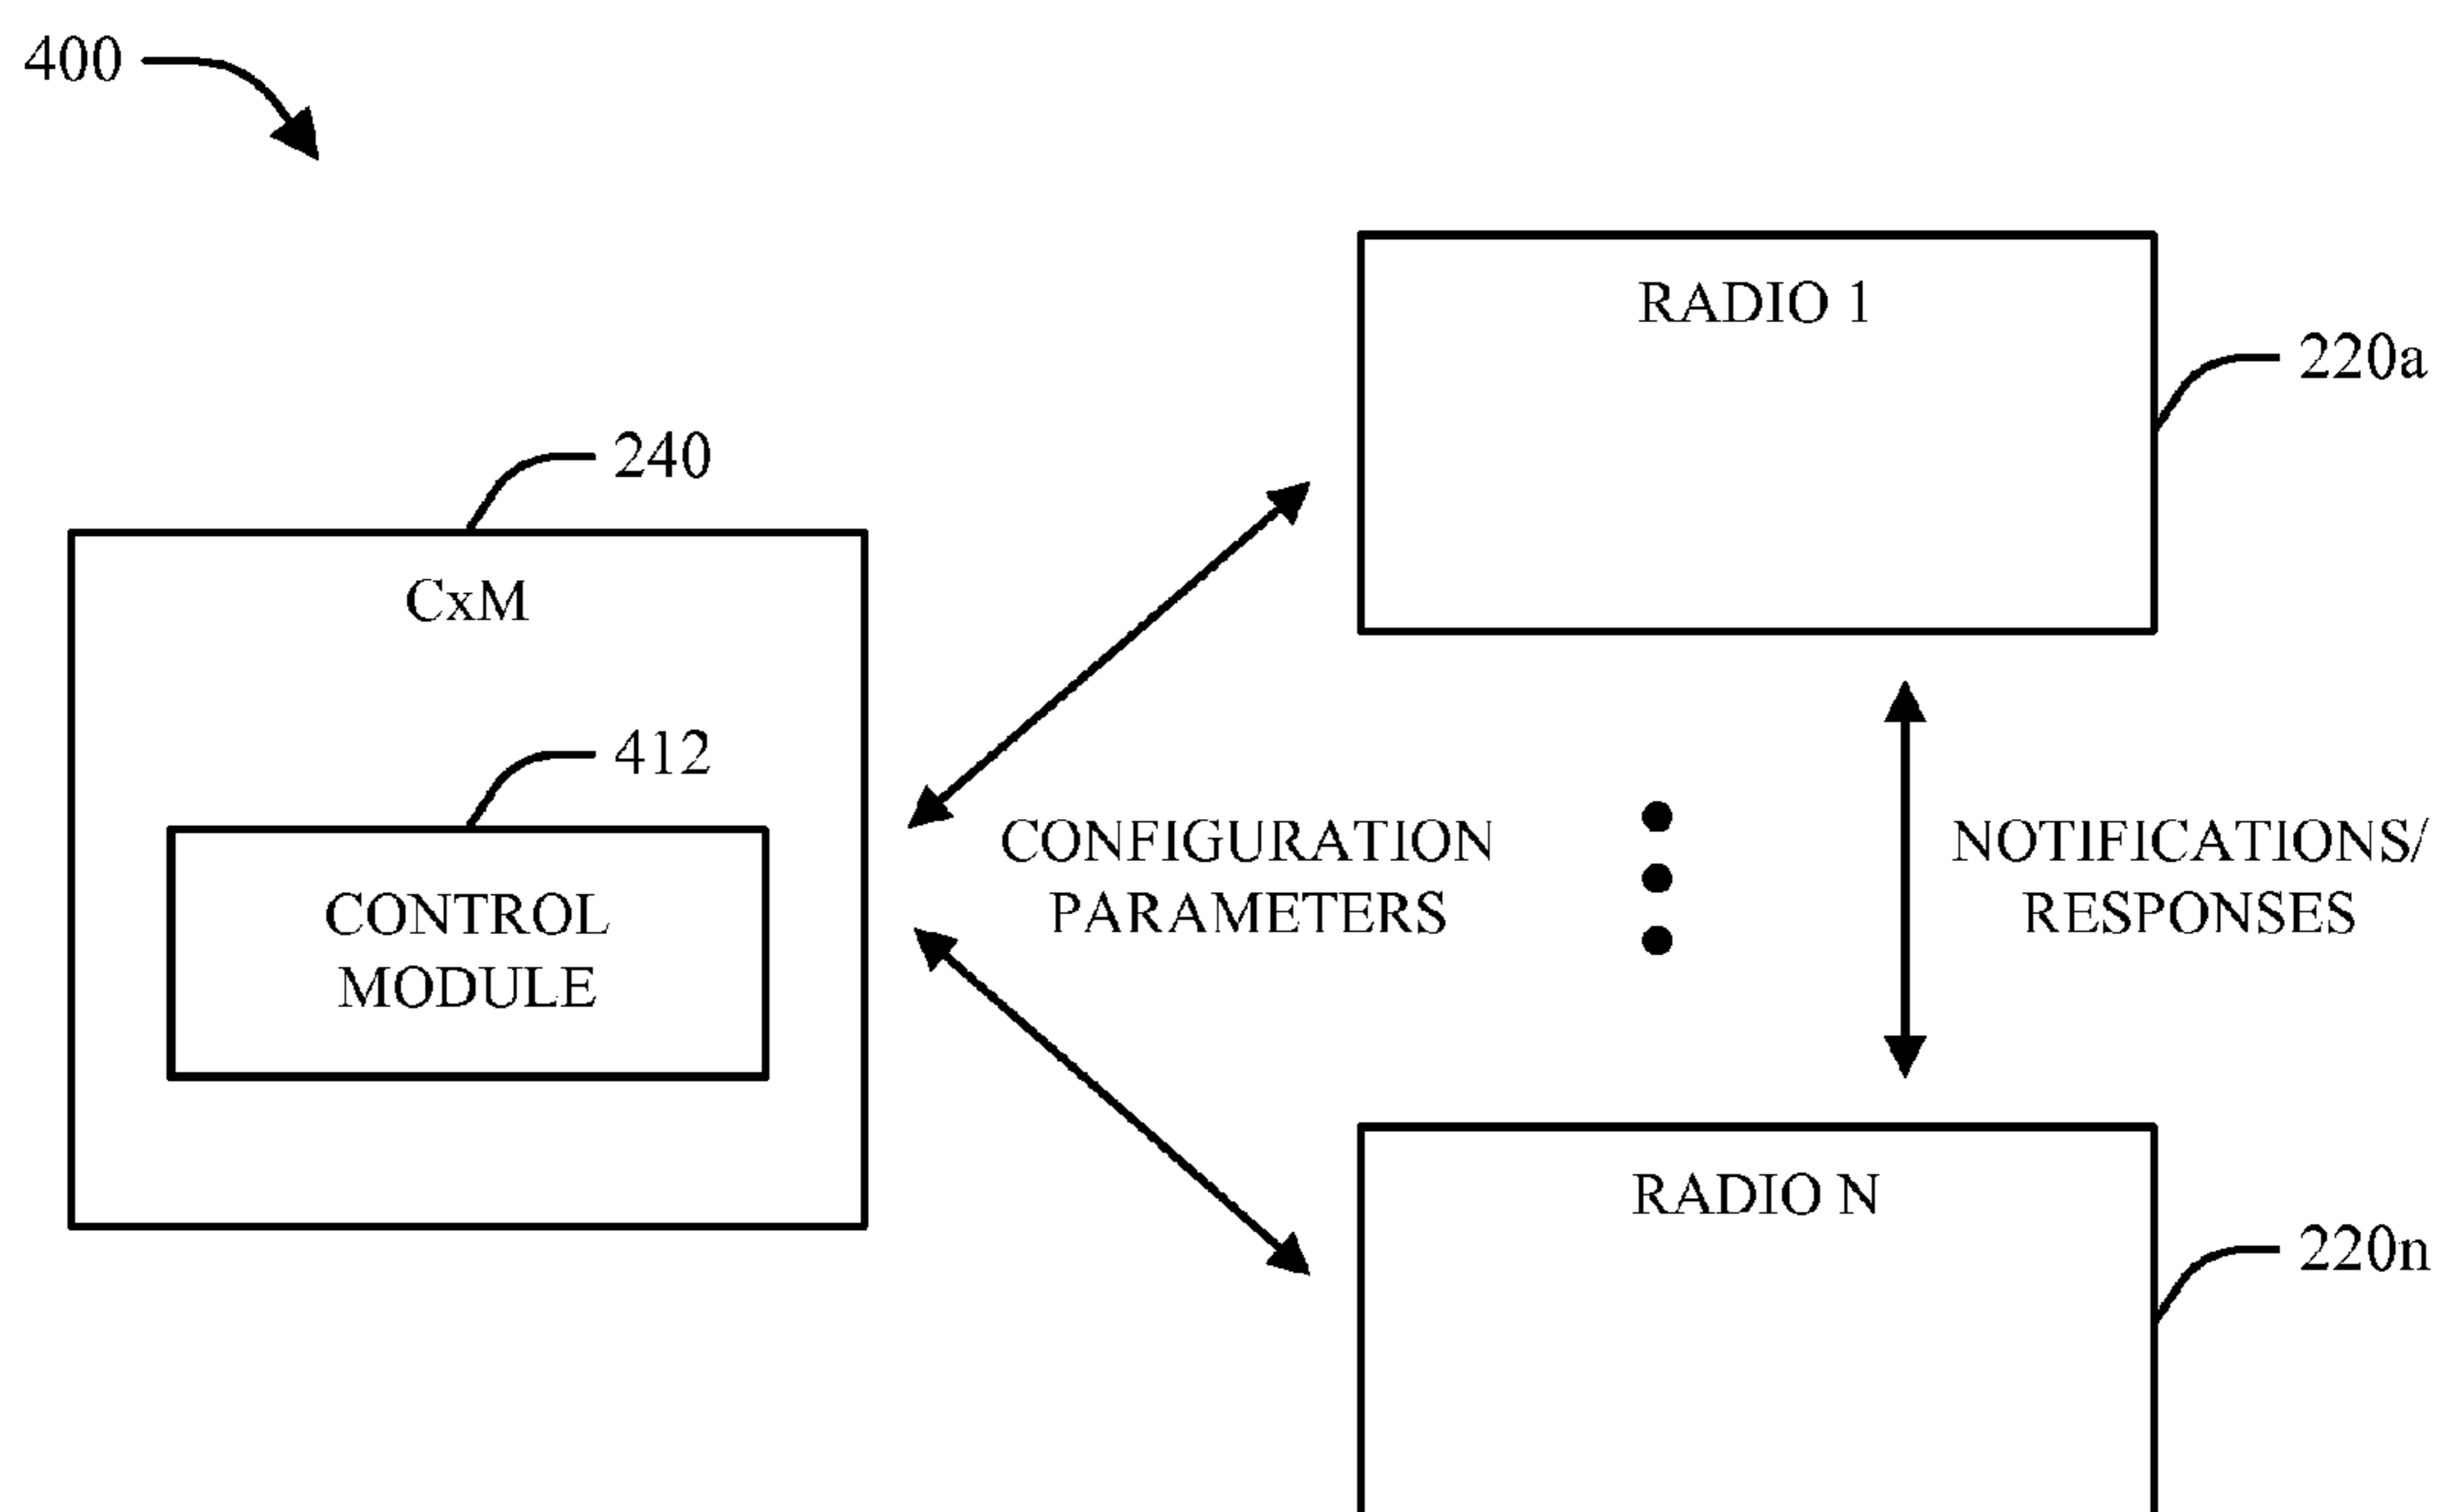 400
RADIO 1
220a
240
CxM
412
CONTROL
MODULE
CONFIGURATION
PARAMETERS
NOTIFICATIONS/
RESPONSES
RADIO N
220n